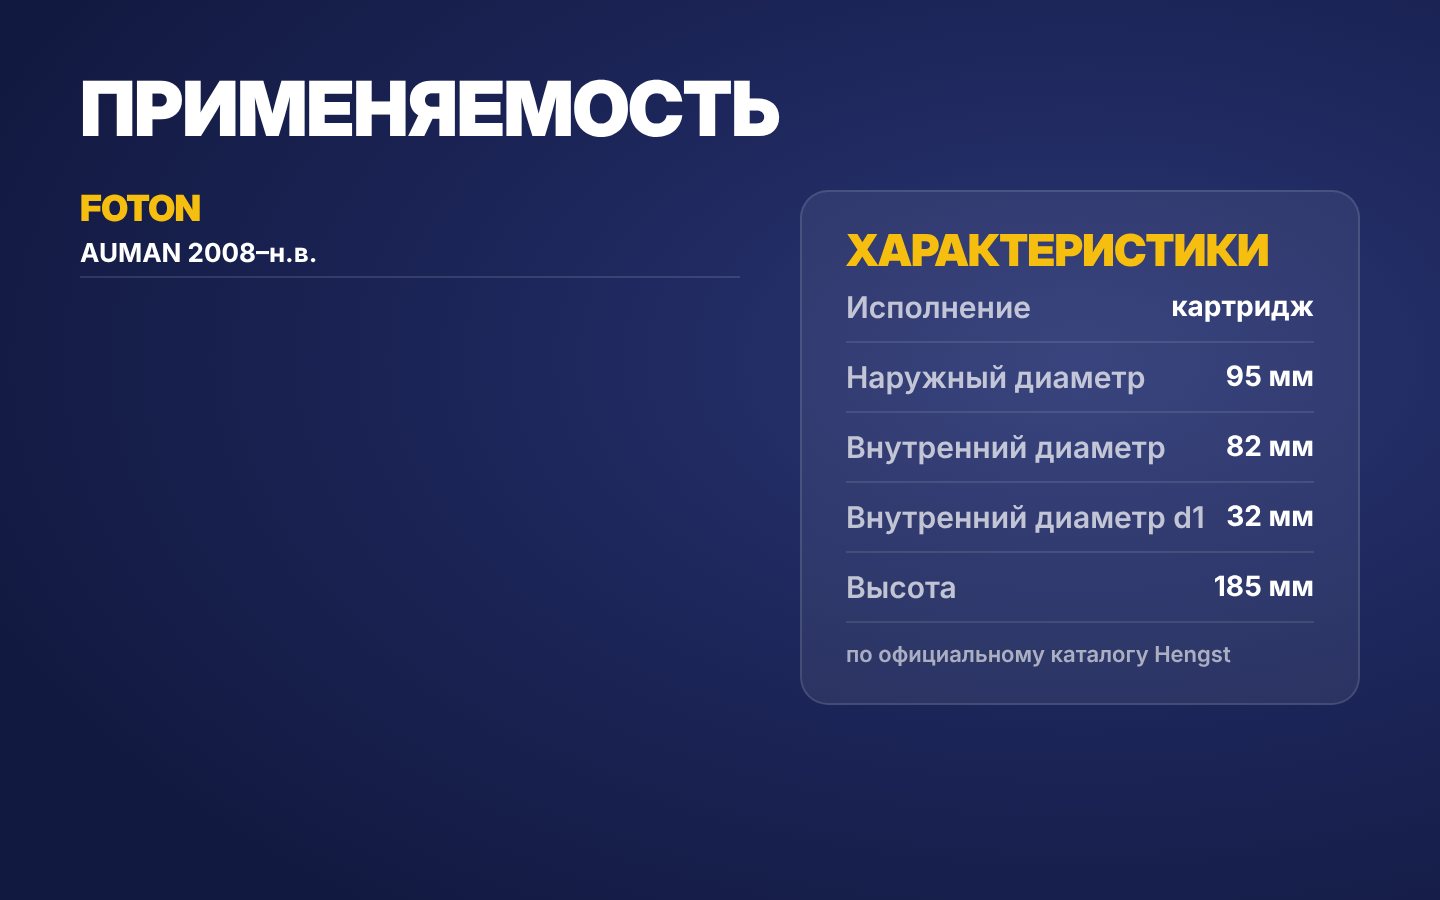 ПРИМЕНЯЕМОСТЬ
FOTON
AUMAN 2008–н.в.
ХАРАКТЕРИСТИКИ
Исполнение картридж
Наружный диаметр 95 мм
Внутренний диаметр 82 мм
Внутренний диаметр d1 32 мм
Высота 185 мм
по официальному каталогу Hengst